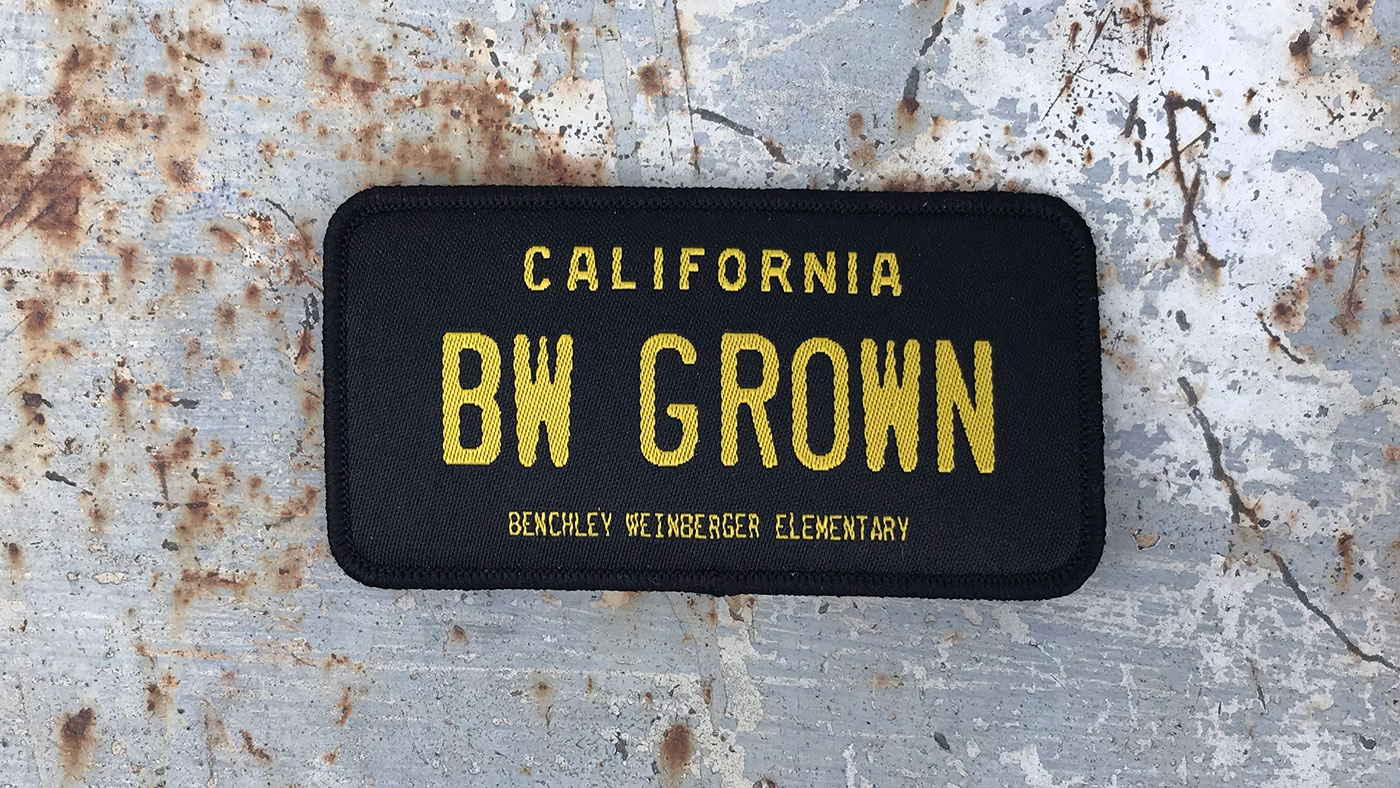 CALIFORNIA
BW GROWN
BENCHLEY WEINBERGER ELEMENTARY